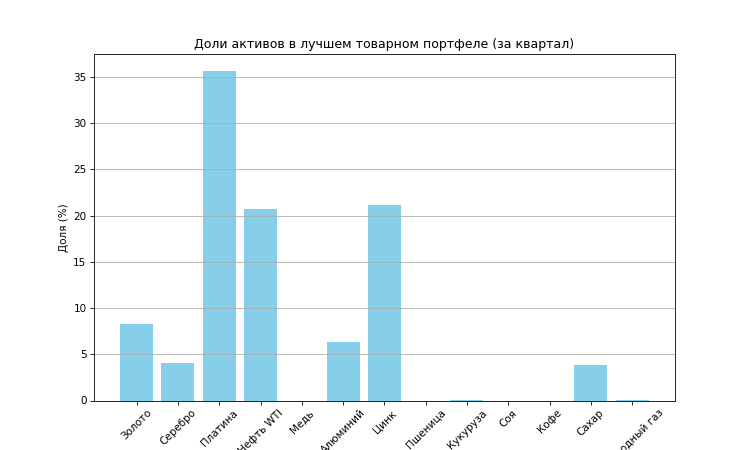 Доли активов в лучшем товарном портфеле (за квартал)
Доля (%)
35
30
25
20
15
10
5
0
Золото
Серебро
Платина
Нефть WTI
Медь
Алюминий
Цинк
Пшеница
Кукуруза
Соя
Кофе
Сахар
газ